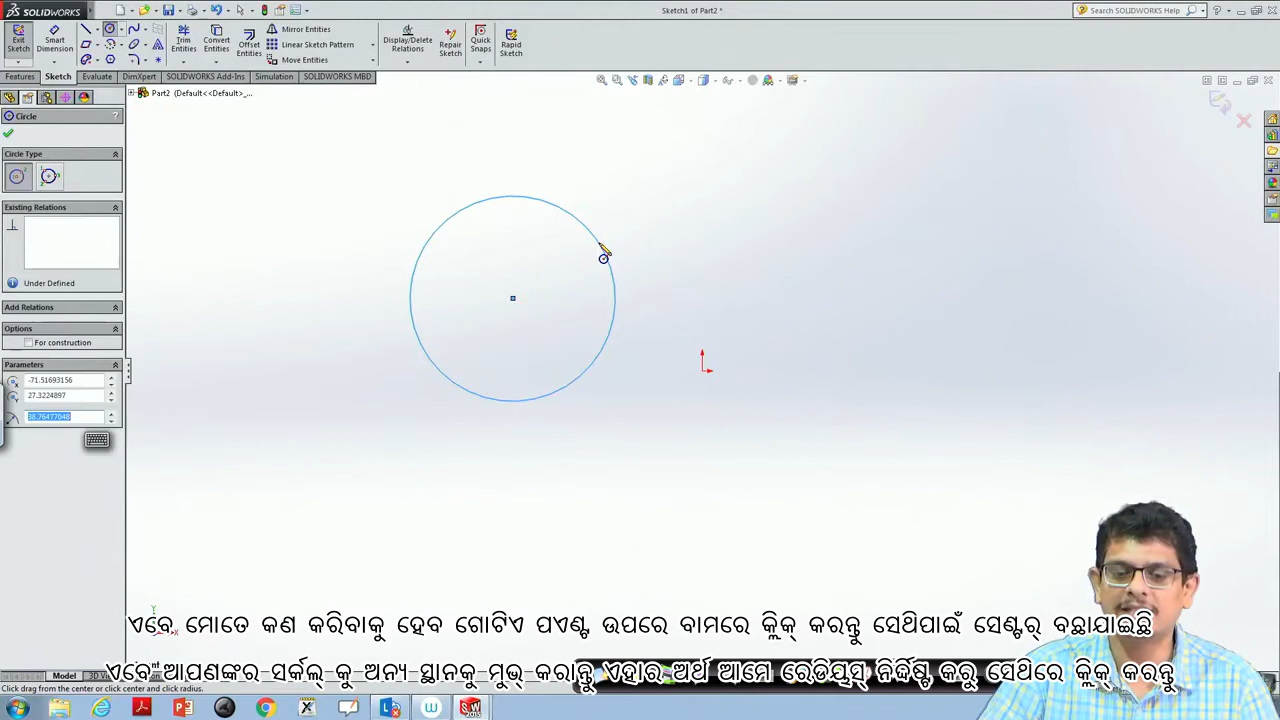 SOLIDWORKS
Sketch1 of Part2 *
Search SOLIDWORKS Help
Exit Sketch
Smart Dimension
Trim Entities
Convert Entities
Offset Entities
Mirror Entities
Linear Sketch Pattern
Move Entities
Display/Delete Relations
Repair Sketch
Quick Snaps
Rapid Sketch
Features Sketch Evaluate DimXpert SOLIDWORKS Add-Ins Simulation SOLIDWORKS MBD
Part2 (Default<<Default>_...
Circle ?
Circle Type
Existing Relations
Under Defined
Add Relations
Options
For construction
Parameters
-71.51693156
27.3224897
38.76477048
ଏବେ ମୋତେ କଣ କରିବାକୁ ହେବ ଗୋଟିଏ ପଏଣ୍ଟ ଉପରେ ବାମରେ କ୍ଲିକ୍ କରନ୍ତୁ ସେଥିପାଇଁ ସେଣ୍ଟର୍ ବଛାଯାଇଛି
ଏବେ ଆପଣଙ୍କର ସର୍କଲ୍ କୁ ଅନ୍ୟ ସ୍ଥାନକୁ ମୁଭ୍ କରାନ୍ତୁ ଏହାର ଅର୍ଥ ଆମେ ରେଡିୟସ୍ ନିର୍ଦ୍ଦିଷ୍ଟ କରୁ ସେଥିରେ କ୍ଲିକ୍ କରନ୍ତୁ
Model
Click drag from the center or click center and radius.